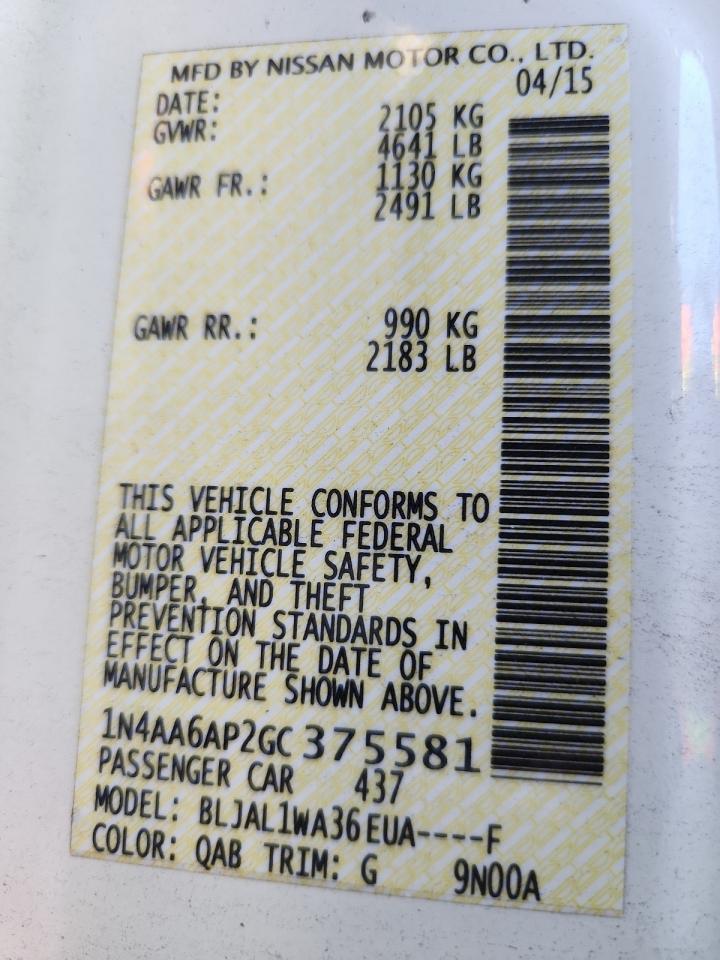 MFD BY NISSAN MOTOR CO., LTD.
DATE: 04/15
GVWR: 2105 KG
4641 LB
GAWR FR.: 1130 KG
2491 LB
GAWR RR.: 990 KG
2183 LB
THIS VEHICLE CONFORMS TO
ALL APPLICABLE FEDERAL
MOTOR VEHICLE SAFETY,
BUMPER, AND THEFT
PREVENTION STANDARDS IN
EFFECT ON THE DATE OF
MANUFACTURE SHOWN ABOVE.
1N4AA6AP2GC375581
PASSENGER CAR 437
MODEL: BLJAL1WA36EUA----F
COLOR: QAB TRIM: G 9N00A